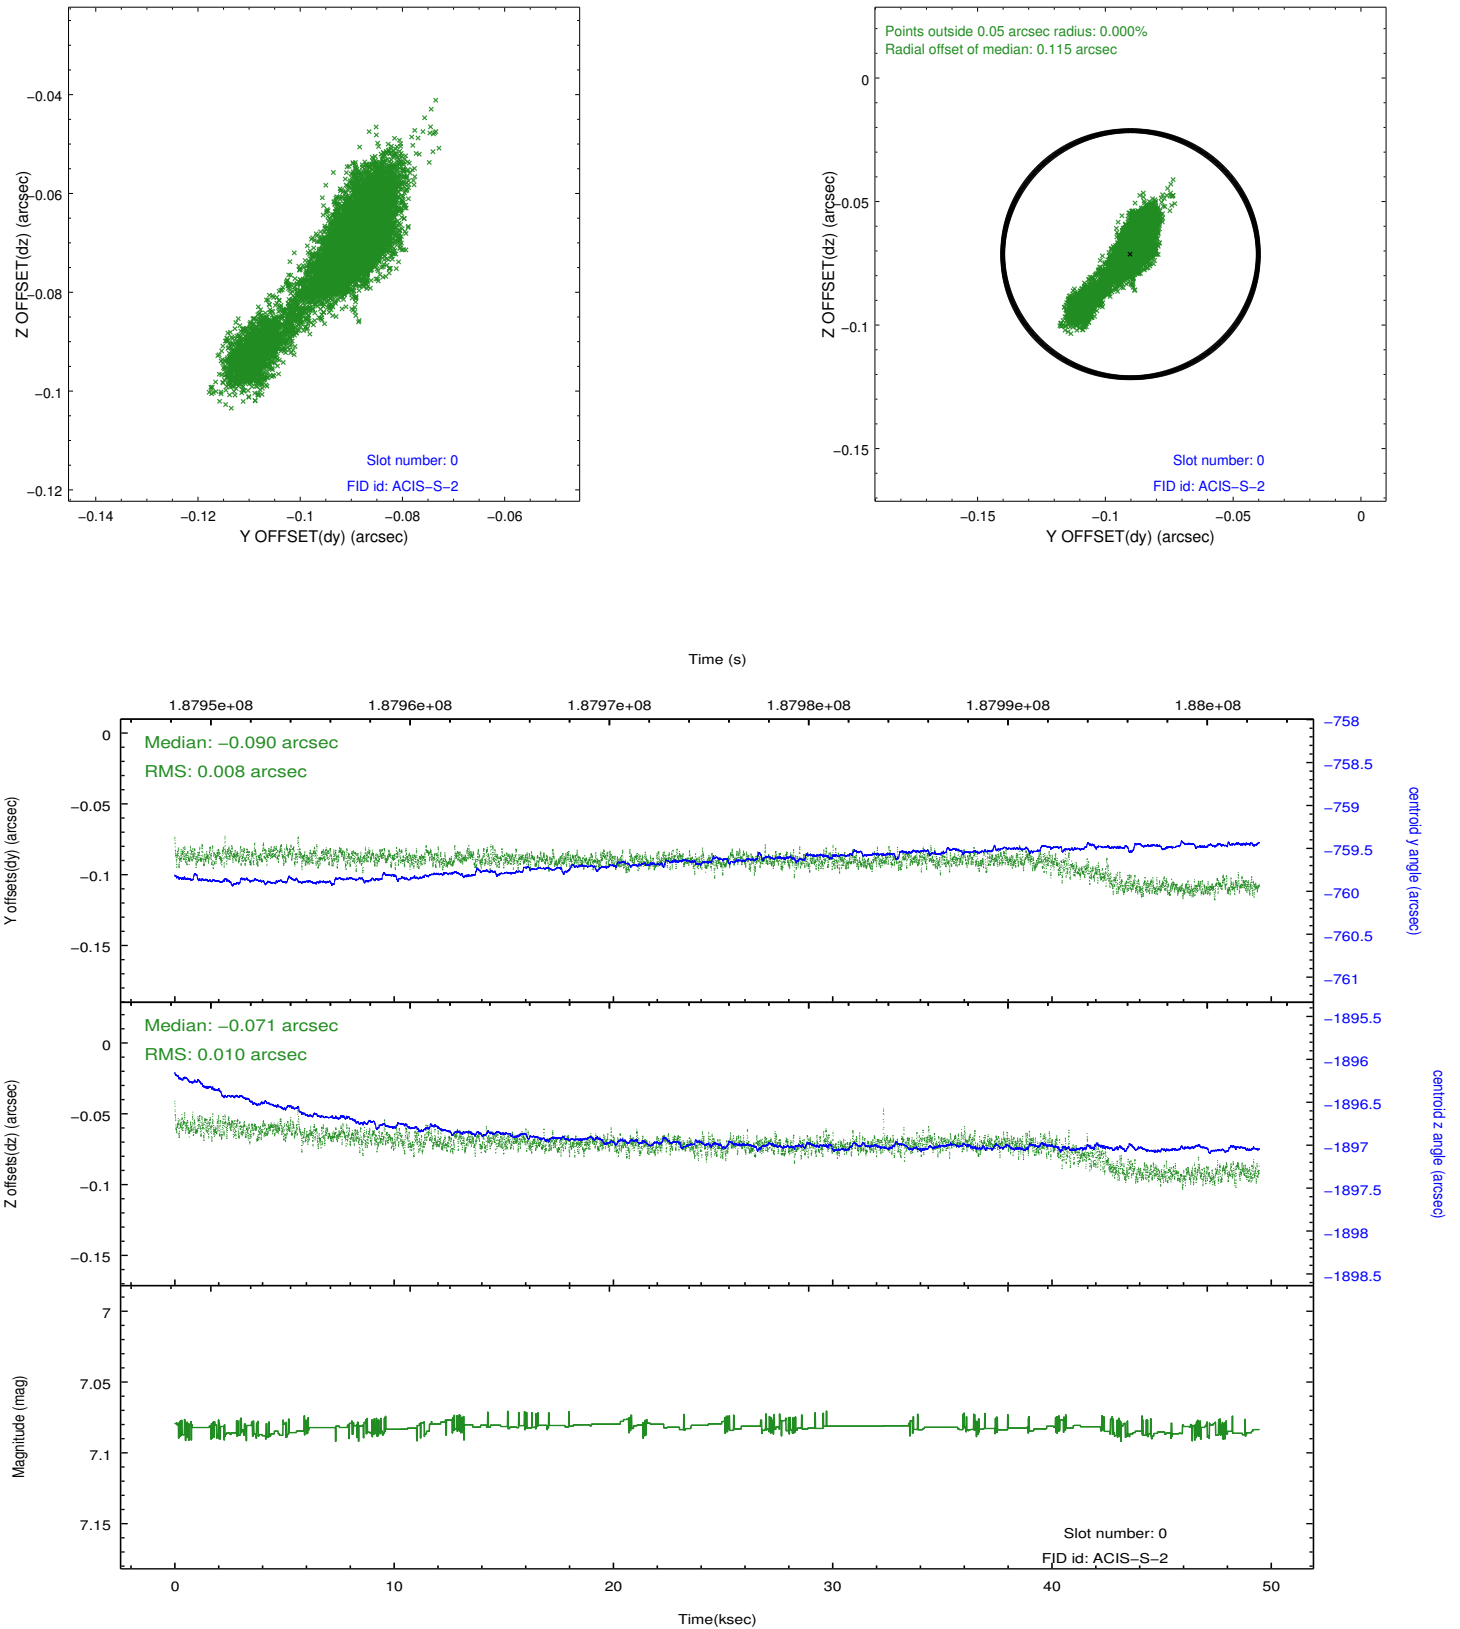 −0.04
−0.06
−0.08
−0.1
−0.12
Z OFFSET(dz) (arcsec)
Slot number: 0
FID id: ACIS−S−2
−0.14
−0.12
−0.1
−0.08
−0.06
Y OFFSET(dy) (arcsec)
Points outside 0.05 arcsec radius: 0.000%
Radial offset of median: 0.115 arcsec
0
−0.05
−0.1
−0.15
Z OFFSET(dz) (arcsec)
Slot number: 0
FID id: ACIS−S−2
−0.15
−0.1
−0.05
0
Y OFFSET(dy) (arcsec)
Time (s)
1.8795e+08
1.8796e+08
1.8797e+08
1.8798e+08
1.8799e+08
1.88e+08
Median: −0.090 arcsec
RMS: 0.008 arcsec
0
−0.05
−0.1
−0.15
Y offsets(dy) (arcsec)
−758
−758.5
−759
−759.5
−760
−760.5
−761
centroid y angle (arcsec)
Median: −0.071 arcsec
RMS: 0.010 arcsec
0
−0.05
−0.1
−0.15
Z offsets(dz) (arcsec)
−1895.5
−1896
−1896.5
−1897
−1897.5
−1898
−1898.5
centroid z angle (arcsec)
7
7.05
7.1
7.15
Magnitude (mag)
Slot number: 0
FID id: ACIS−S−2
0
10
20
30
40
50
Time(ksec)